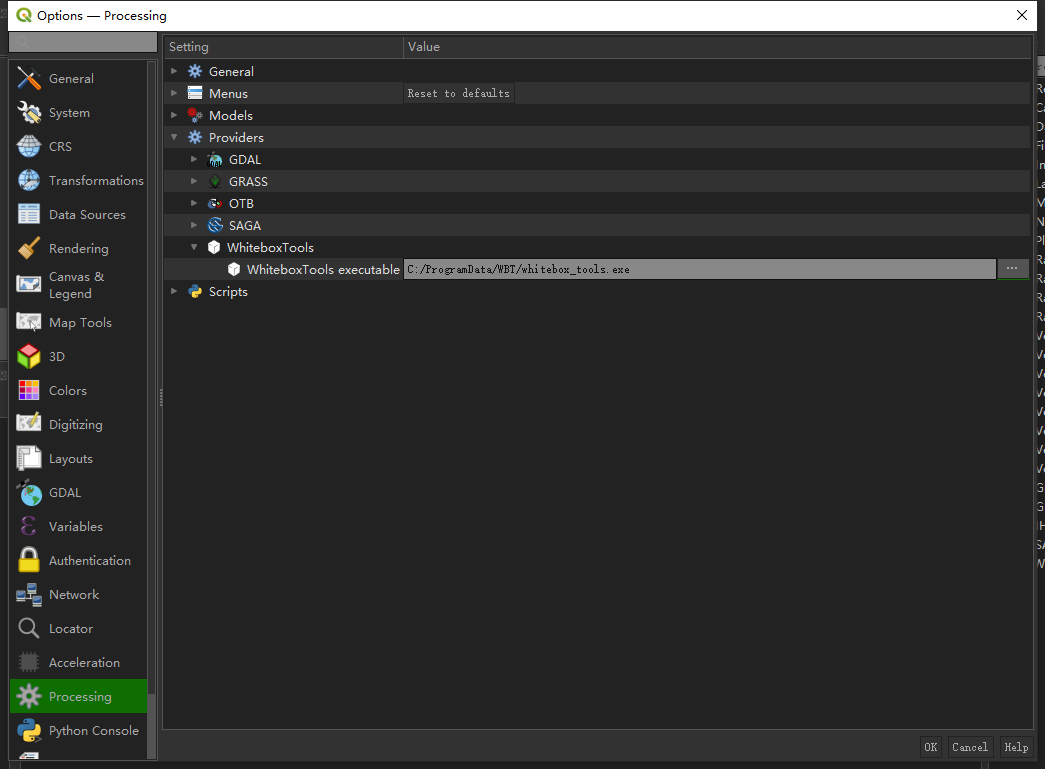 Options — Processing
Setting
Value
General
System
CRS
Transformations
Data Sources
Rendering
Canvas &
Legend
Map Tools
3D
Colors
Digitizing
Layouts
GDAL
Variables
Authentication
Network
Locator
Acceleration
Processing
Python Console
General
Menus
Reset to defaults
Models
Providers
GDAL
GRASS
OTB
SAGA
WhiteboxTools
WhiteboxTools executable
C:/ProgramData/WBT/whitebox_tools.exe
...
Scripts
OK
Cancel
Help